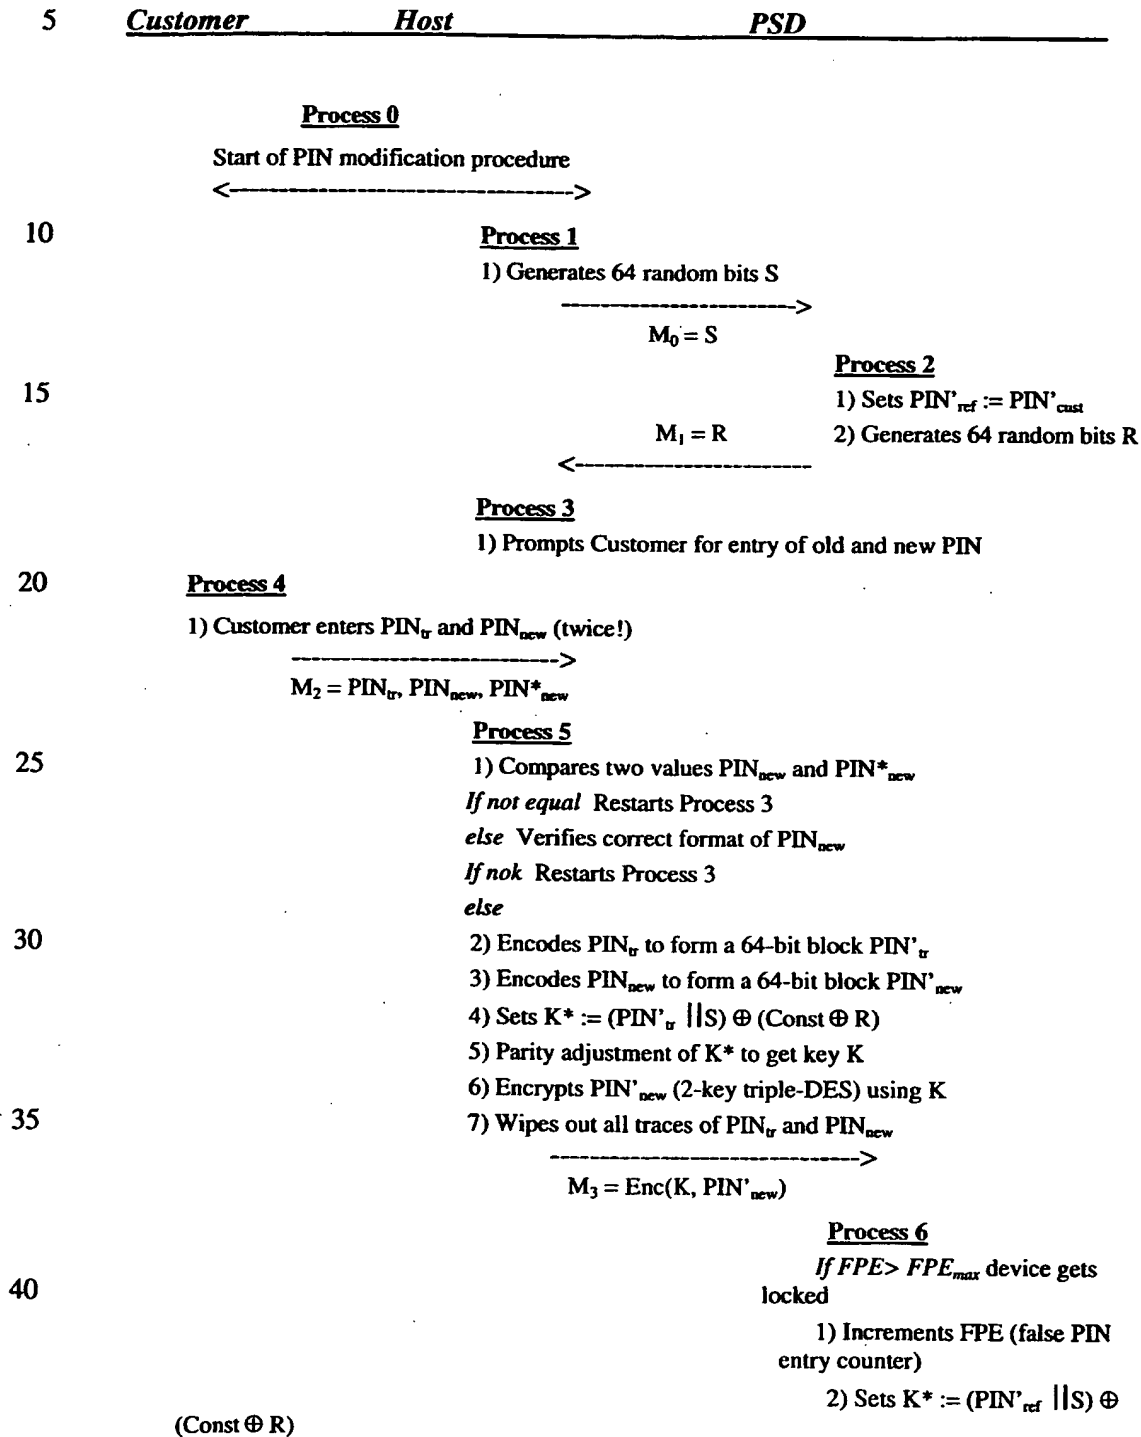 5 Customer Host PSD
Process 0
Start of PIN modification procedure
<---------------------------->
10
Process 1
1) Generates 64 random bits S
------------------------>
M₀ = S
Process 2
15 1) Sets PIN'ref := PIN'cust
M₁ = R 2) Generates 64 random bits R
<------------------------
Process 3
1) Prompts Customer for entry of old and new PIN
20 Process 4
1) Customer enters PINtr and PINnew (twice!)
--------------------------->
M₂ = PINtr, PINnew, PIN*new
Process 5
25 1) Compares two values PINnew and PIN*new
If not equal Restarts Process 3
else Verifies correct format of PINnew
If nok Restarts Process 3
else
30 2) Encodes PINtr to form a 64-bit block PIN'tr
3) Encodes PINnew to form a 64-bit block PIN'new
4) Sets K* := (PIN'tr ||S) ⊕ (Const ⊕ R)
5) Parity adjustment of K* to get key K
6) Encrypts PIN'new (2-key triple-DES) using K
35 7) Wipes out all traces of PINtr and PINnew
------------------------------->
M₃ = Enc(K, PIN'new)
Process 6
If FPE> FPEmax device gets
40 locked
1) Increments FPE (false PIN
entry counter)
2) Sets K* := (PIN'ref ||S) ⊕
(Const ⊕ R)